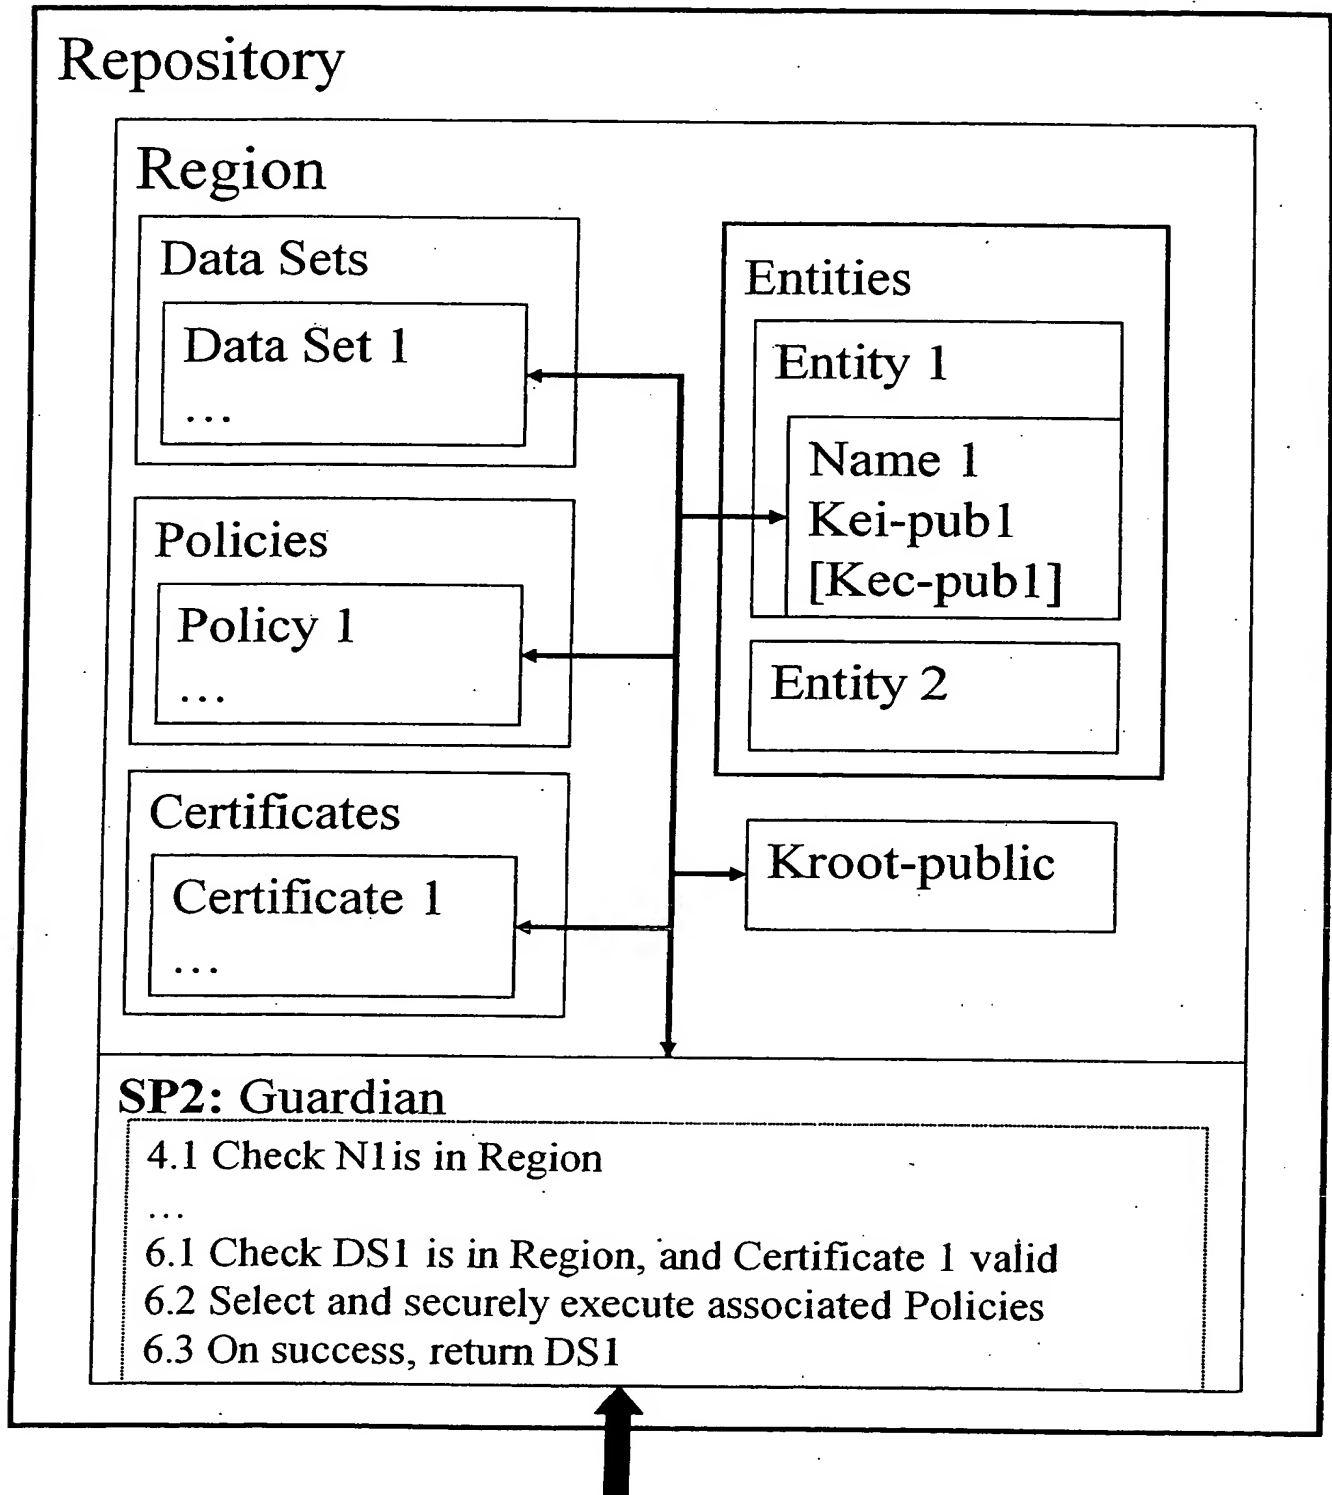 Repository
Region
Data Sets
Data Set 1
...
Policies
Policy 1
...
Certificates
Certificate 1
...
Entities
Entity 1
Name 1
Kei-pub1
[Kec-pub1]
Entity 2
Kroot-public
SP2: Guardian
4.1 Check N1is in Region
...
6.1 Check DS1 is in Region, and Certificate 1 valid
6.2 Select and securely execute associated Policies
6.3 On success, return DS1